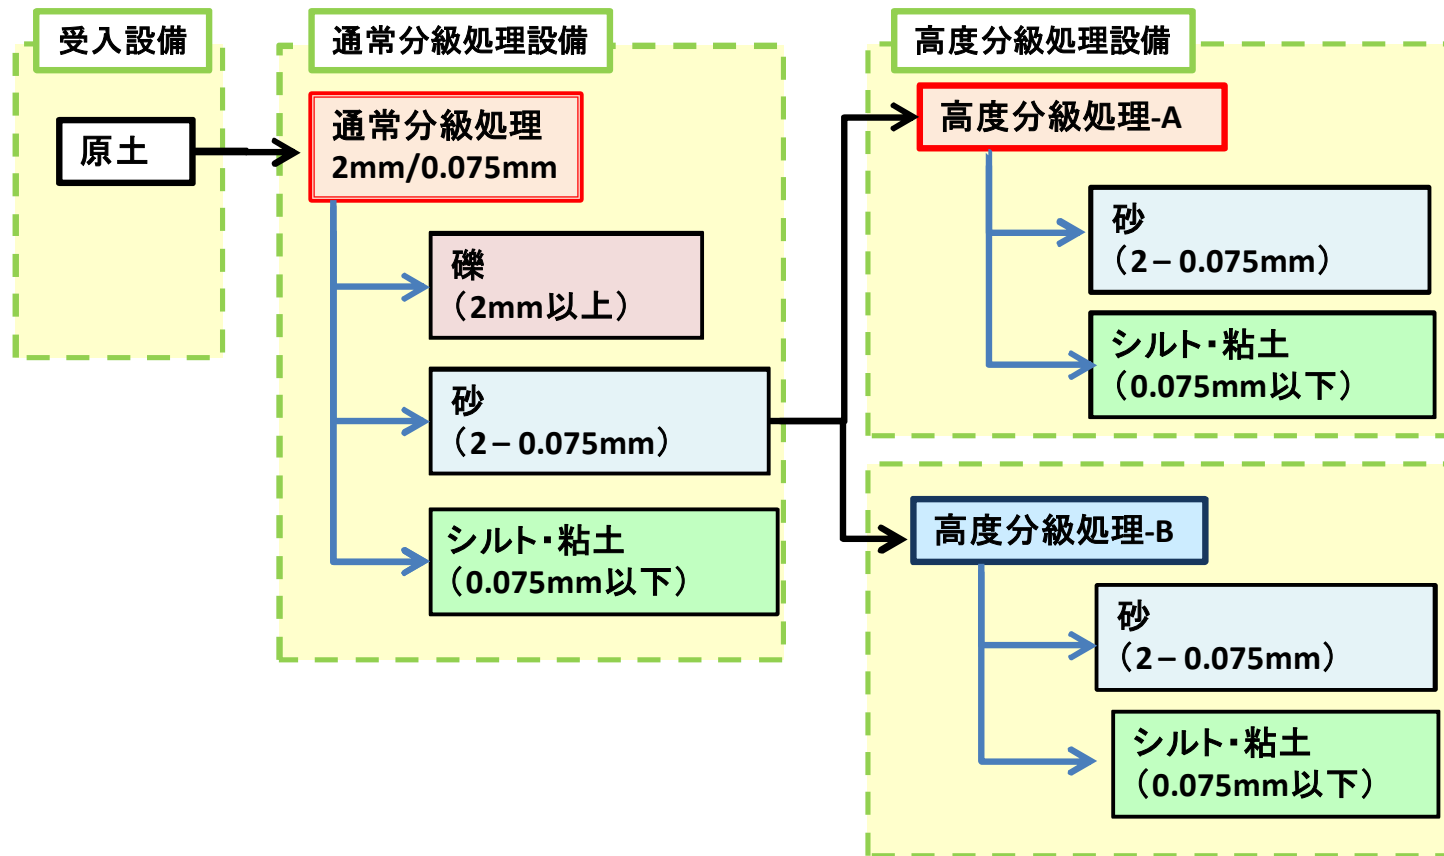 受入設備
原土
通常分級処理設備
通常分級処理
2mm/0.075mm
礫
（2mm以上）
砂
（2－0.075mm）
シルト・粘土
（0.075mm以下）
高度分級処理設備
高度分級処理-A
砂
（2－0.075mm）
シルト・粘土
（0.075mm以下）
高度分級処理-B
砂
（2－0.075mm）
シルト・粘土
（0.075mm以下）